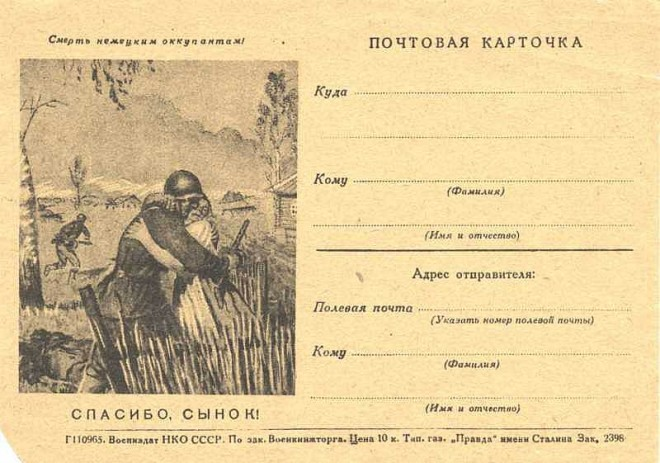 Смерть немецким оккупантам!
ПОЧТОВАЯ КАРТОЧКА
Куда
Кому
(Фамилия)
(Имя и отчество)
Адрес отправителя:
Полевая почта
(Указать номер полевой почты)
Кому
(Фамилия)
(Имя и отчество)
СПАСИБО, СЫНОК!
Г110965. Воениздат НКО СССР. По зак. Военкнижторга. Цена 10 к. Тип. газ. „Правда" имени Сталина Зак. 2398